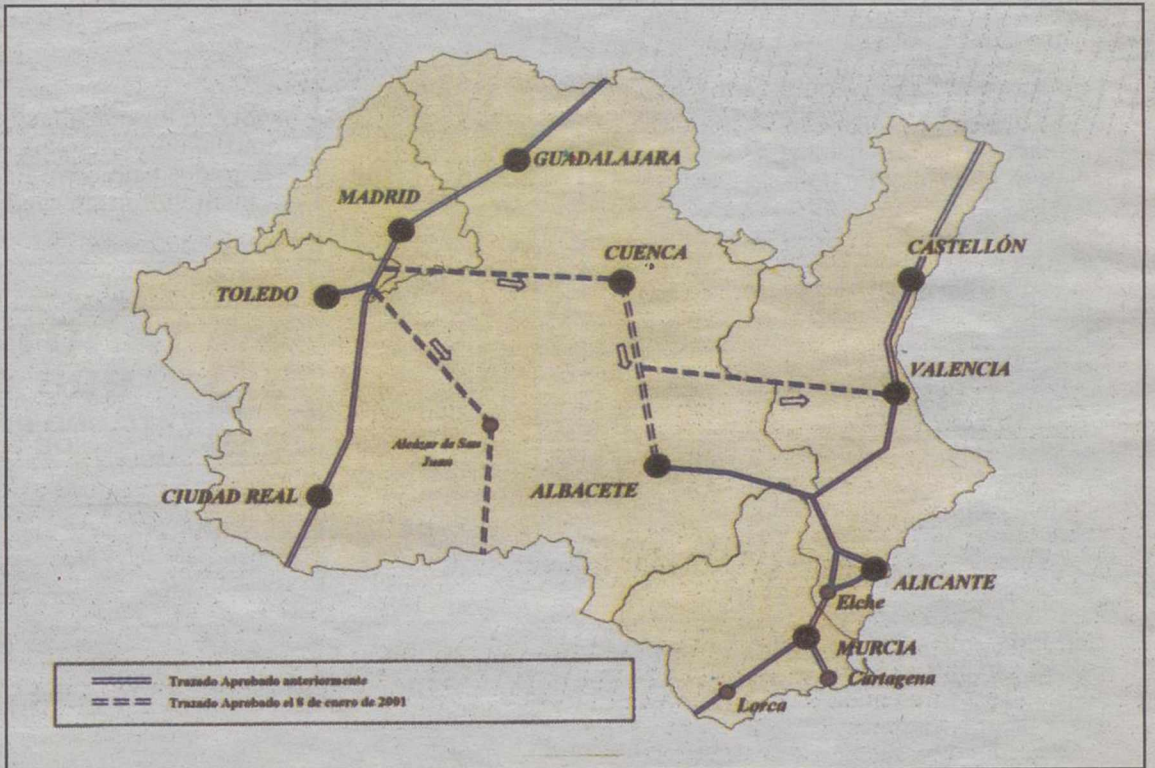 GUADALAJARA
MADRID
CUENCA
CASTELLÓN
TOLEDO
VALENCIA
Alcázar de San
Juan
CIUDAD REAL
ALBACETE
ALICANTE
Elche
MURCIA
Cartagena
Lorca
Trazado Aprobado anteriormente
Trazado Aprobado el 8 de enero de 2001